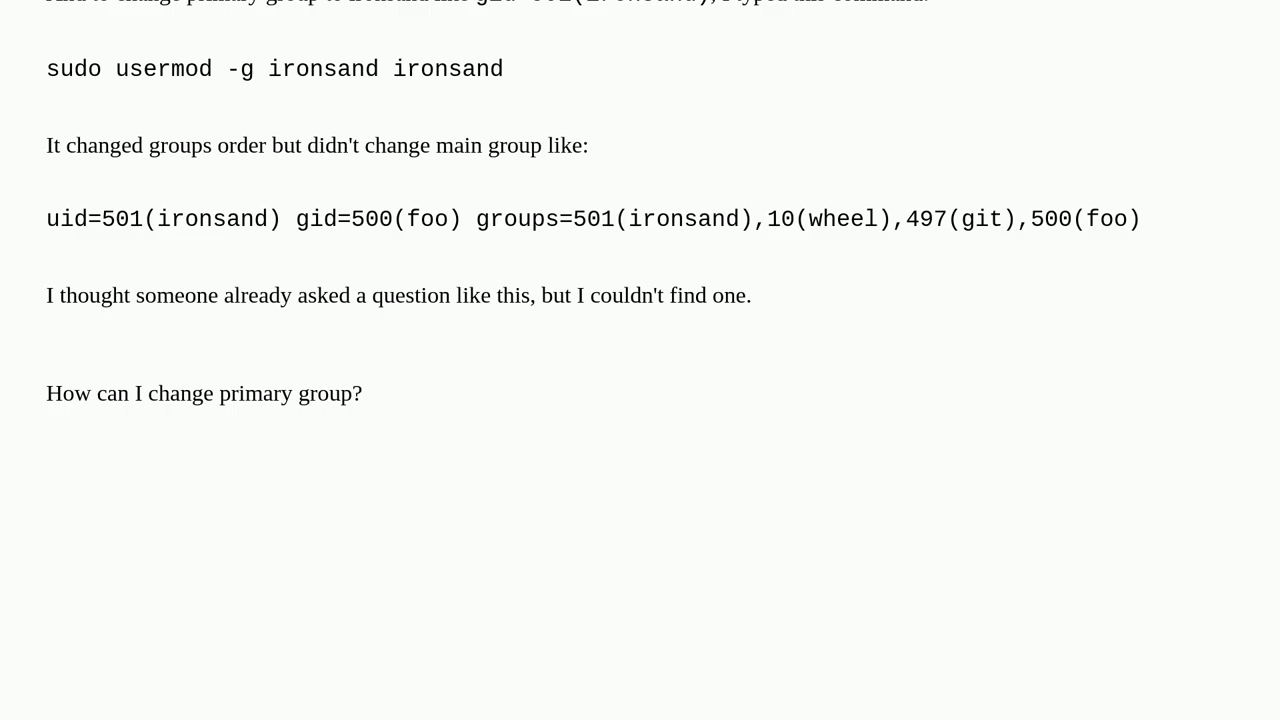 sudo usermod -g ironsand ironsand
It changed groups order but didn't change main group like:
uid=501(ironsand) gid=500(foo) groups=501(ironsand),10(wheel),497(git),500(foo)
I thought someone already asked a question like this, but I couldn't find one.
How can I change primary group?